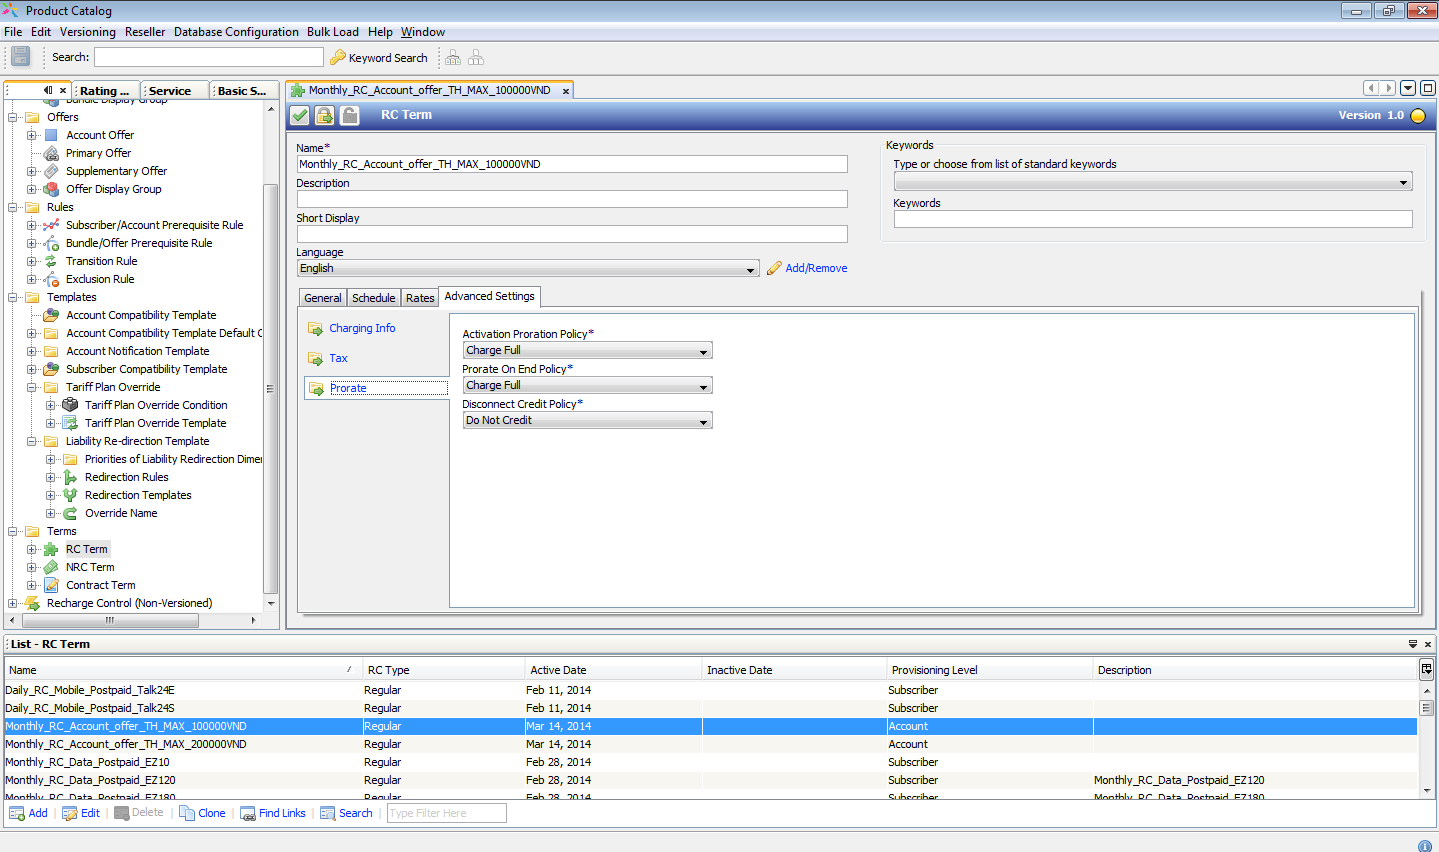 Product Catalog
File Edit Versioning Reseller Database Configuration Bulk Load Help Window
Search: Keyword Search
Rating ... Service Basic S...
Bundle Display Group
Offers
Account Offer
Primary Offer
Supplementary Offer
Offer Display Group
Rules
Subscriber/Account Prerequisite Rule
Bundle/Offer Prerequisite Rule
Transition Rule
Exclusion Rule
Templates
Account Compatibility Template
Account Compatibility Template Default C
Account Notification Template
Subscriber Compatibility Template
Tariff Plan Override
Tariff Plan Override Condition
Tariff Plan Override Template
Liability Re-direction Template
Priorities of Liability Redirection Dimer
Redirection Rules
Redirection Templates
Override Name
Terms
RC Term
NRC Term
Contract Term
Recharge Control (Non-Versioned)
Monthly_RC_Account_offer_TH_MAX_100000VND
RC Term Version 1.0
Name*
Monthly_RC_Account_offer_TH_MAX_100000VND
Description
Short Display
Language
English Add/Remove
Keywords
Type or choose from list of standard keywords
Keywords
General Schedule Rates Advanced Settings
Charging Info
Tax
Prorate
Activation Proration Policy*
Charge Full
Prorate On End Policy*
Charge Full
Disconnect Credit Policy*
Do Not Credit
List - RC Term
Name RC Type Active Date Inactive Date Provisioning Level Description
Daily_RC_Mobile_Postpaid_Talk24E Regular Feb 11, 2014 Subscriber
Daily_RC_Mobile_Postpaid_Talk24S Regular Feb 11, 2014 Subscriber
Monthly_RC_Account_offer_TH_MAX_100000VND Regular Mar 14, 2014 Account
Monthly_RC_Account_offer_TH_MAX_200000VND Regular Mar 14, 2014 Account
Monthly_RC_Data_Postpaid_EZ10 Regular Feb 28, 2014 Subscriber
Monthly_RC_Data_Postpaid_EZ120 Regular Feb 28, 2014 Subscriber Monthly_RC_Data_Postpaid_EZ120
Monthly_RC_Data_Postpaid_EZ180 Regular Feb 28, 2014 Subscriber Monthly_RC_Data_Postpaid_EZ180
Add Edit Delete Clone Find Links Search Type Filter Here